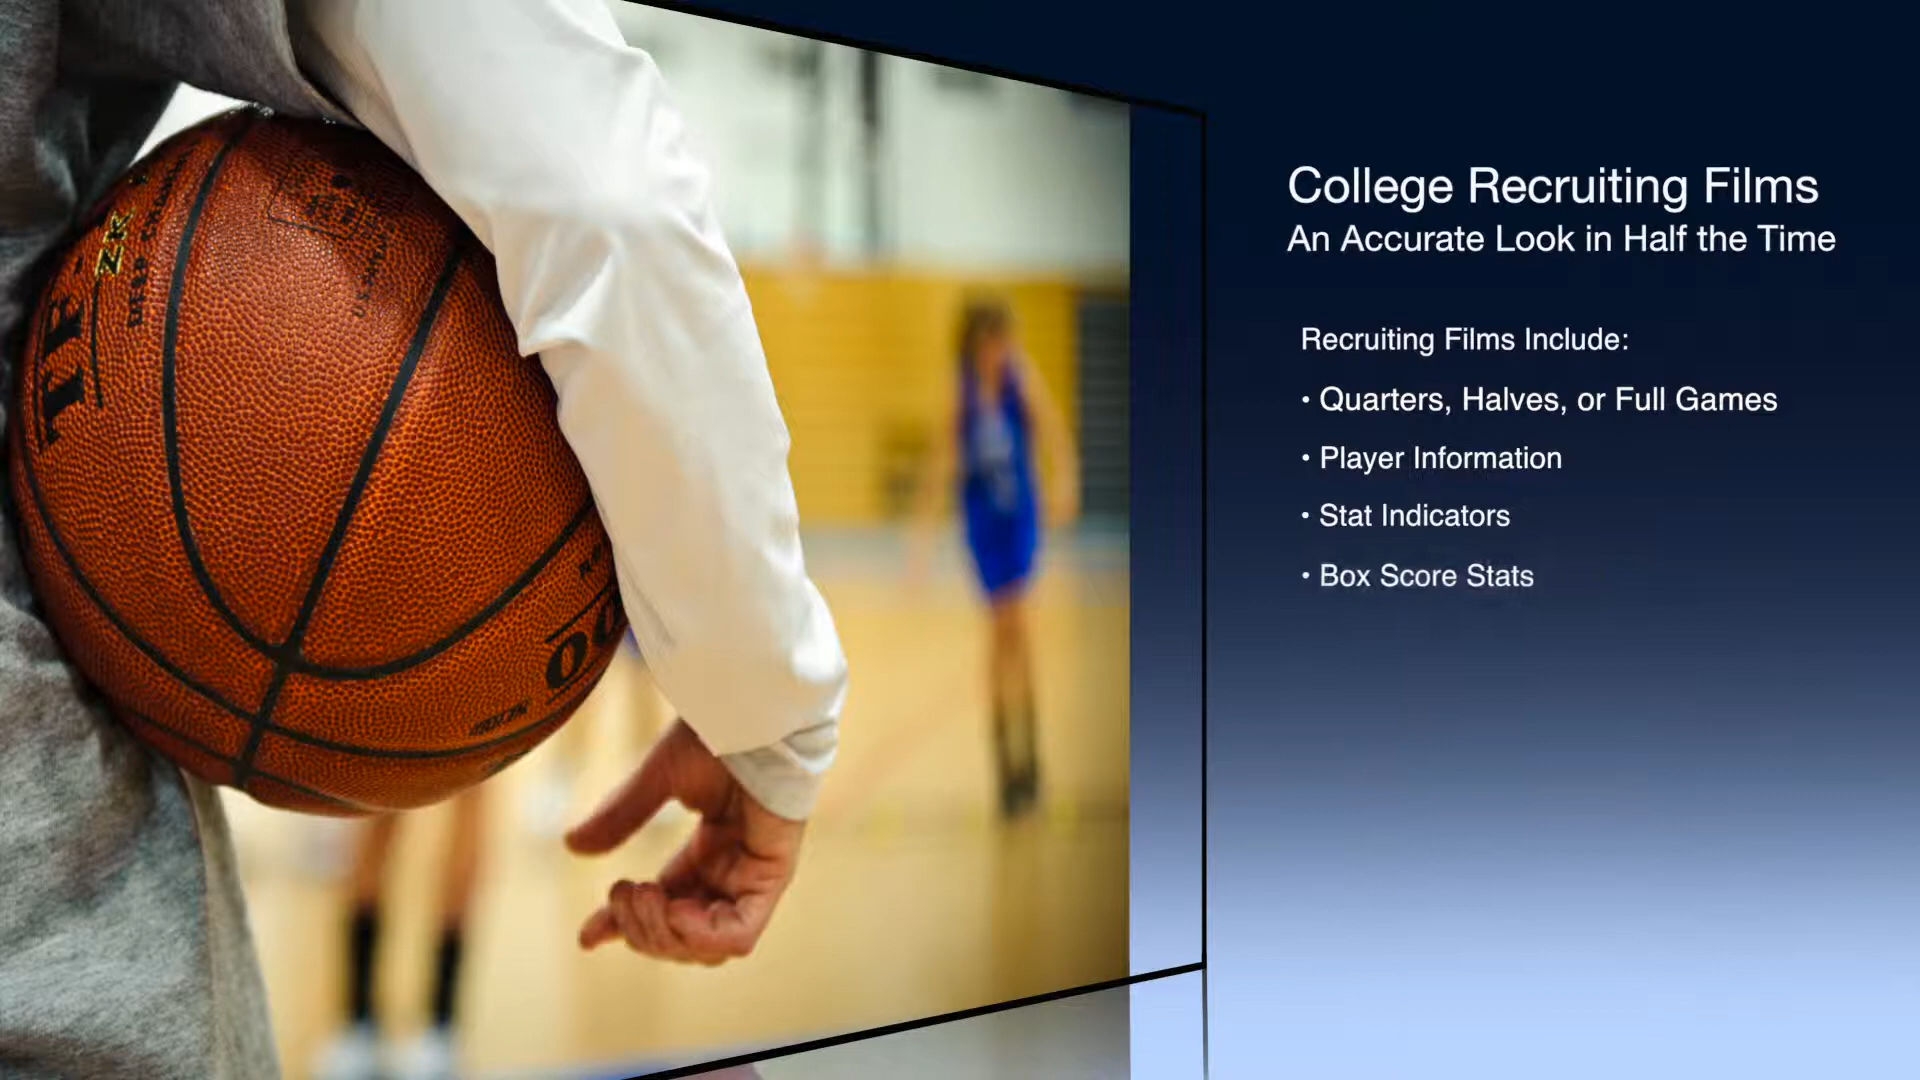 College Recruiting Films
An Accurate Look in Half the Time
Recruiting Films Include:
• Quarters, Halves, or Full Games
• Player Information
• Stat Indicators
• Box Score Stats
TF-